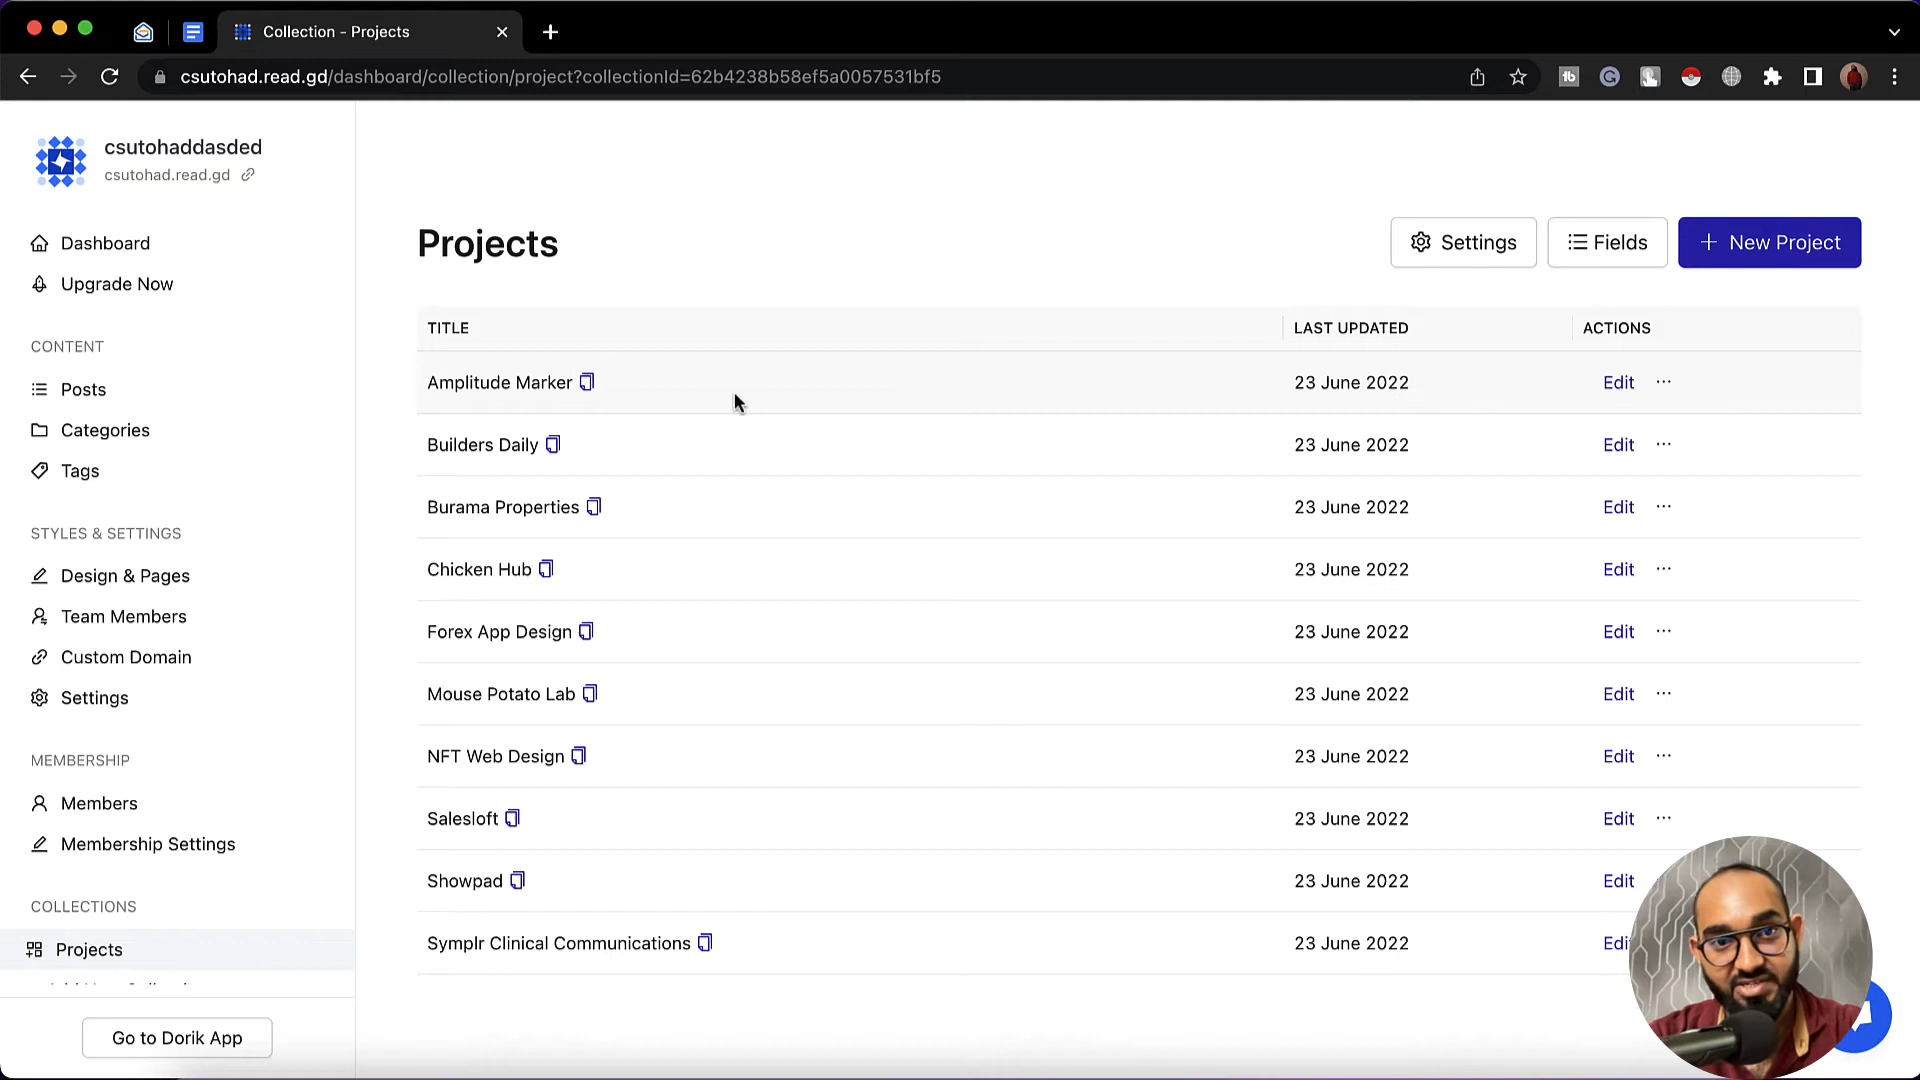 Collection - Projects
csutohad.read.gd/dashboard/collection/project?collectionId=62b4238b58ef5a0057531bf5
csutohaddasded
csutohad.read.gd
Dashboard
Upgrade Now
CONTENT
Posts
Categories
Tags
STYLES & SETTINGS
Design & Pages
Team Members
Custom Domain
Settings
MEMBERSHIP
Members
Membership Settings
COLLECTIONS
Projects
Go to Dorik App
Projects
Settings
Fields
+ New Project
TITLE LAST UPDATED ACTIONS
Amplitude Marker 23 June 2022 Edit ...
Builders Daily 23 June 2022 Edit ...
Burama Properties 23 June 2022 Edit ...
Chicken Hub 23 June 2022 Edit ...
Forex App Design 23 June 2022 Edit ...
Mouse Potato Lab 23 June 2022 Edit ...
NFT Web Design 23 June 2022 Edit ...
Salesloft 23 June 2022 Edit ...
Showpad 23 June 2022 Edit
Symplr Clinical Communications 23 June 2022